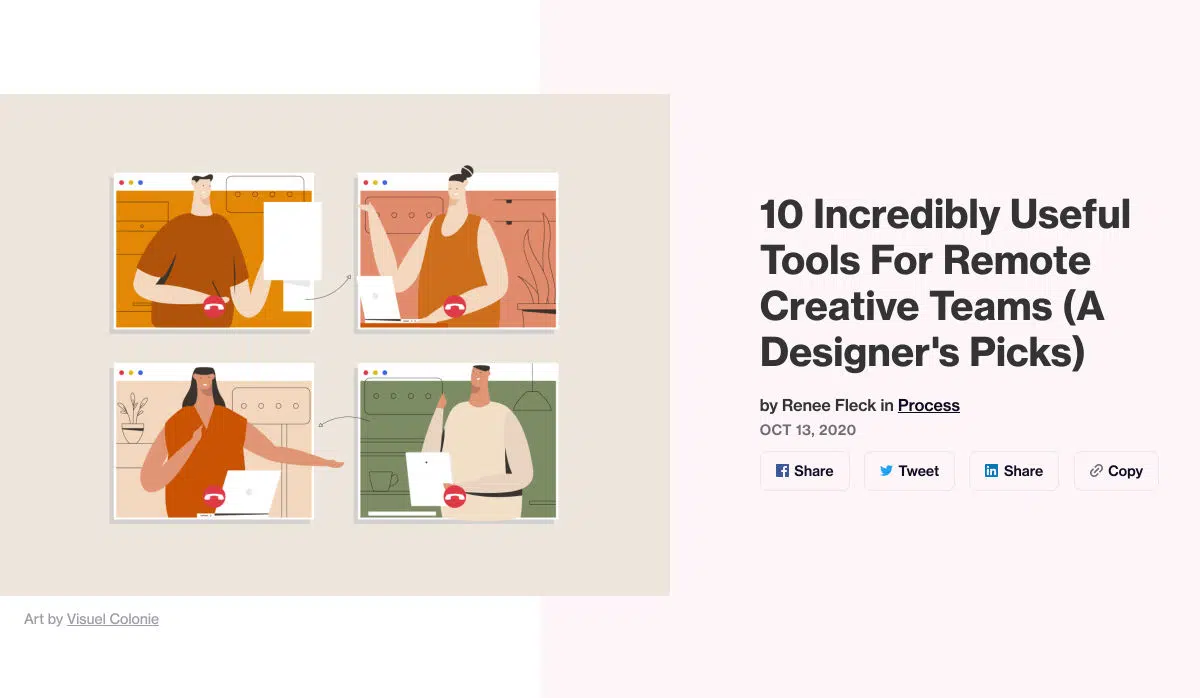 10 Incredibly Useful
Tools For Remote
Creative Teams (A
Designer's Picks)
by Renee Fleck in Process
OCT 13, 2020
Share Tweet Share Copy
Art by Visuel Colonie